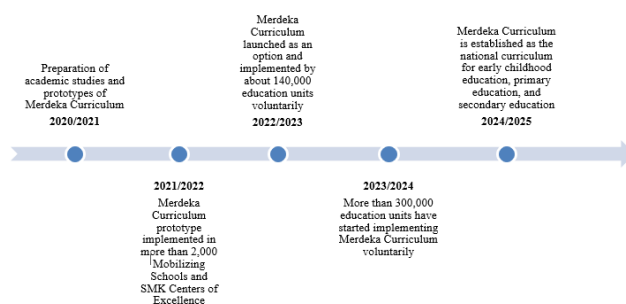 Preparation of
academic studies and
prototypes of
Merdeka Curriculum
2020/2021
2021/2022
Merdeka
Curriculum
prototype
implemented in
more than 2,000
Mobilizing
Schools and
SMK Centers of
Excellence
Merdeka
Curriculum
launched as an
option and
implemented by
about 140,000
education units
voluntarily
2022/2023
2023/2024
More than 300,000
education units have
started implementing
Merdeka Curriculum
voluntarily
Merdeka Curriculum
is established as the
national curriculum
for early childhood
education, primary
education, and
secondary education
2024/2025